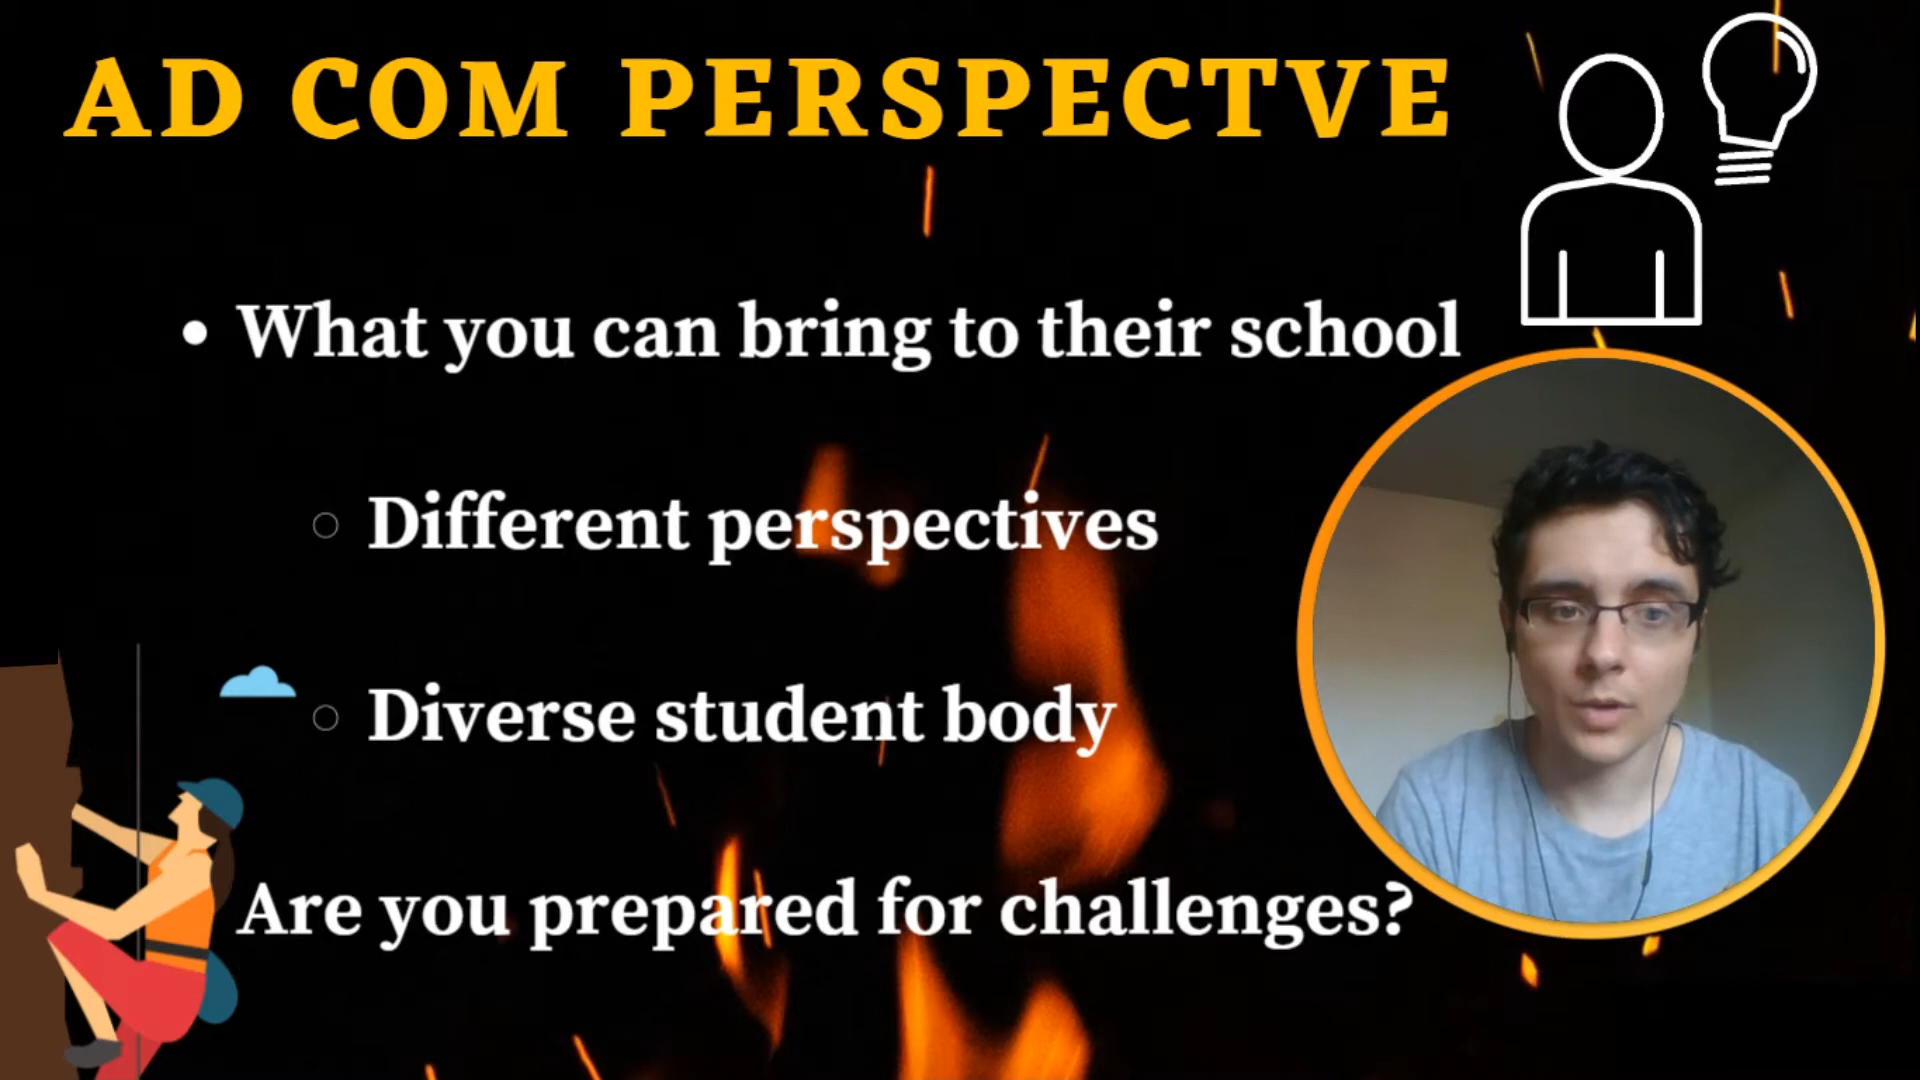 AD COM PERSPECTVE
• What you can bring to their school
○ Different perspectives
○ Diverse student body
Are you prepared for challenges?